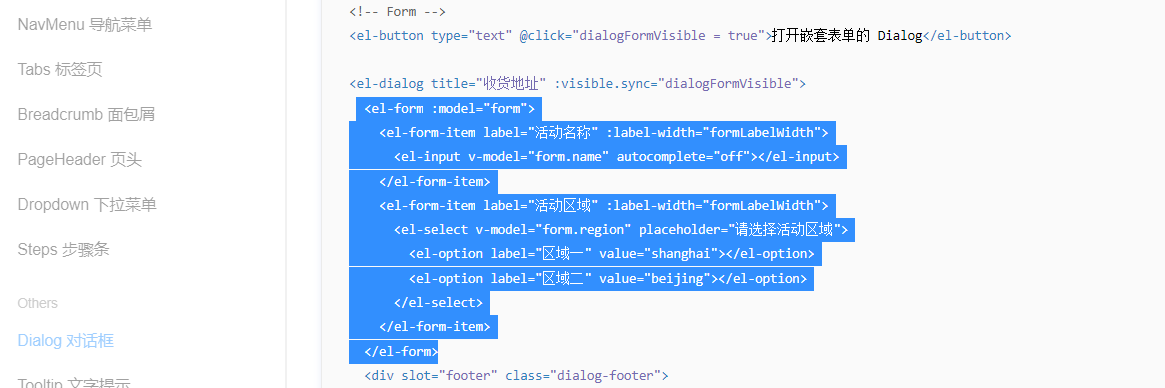 NavMenu 导航菜单
Tabs 标签页
Breadcrumb 面包屑
PageHeader 页头
Dropdown 下拉菜单
Steps 步骤条
Others
Dialog 对话框
Tooltip 文字提示
<!-- Form -->
<el-button type="text" @click="dialogFormVisible = true">打开嵌套表单的 Dialog</el-button>
<el-dialog title="收货地址" :visible.sync="dialogFormVisible">
<el-form :model="form">
<el-form-item label="活动名称" :label-width="formLabelWidth">
<el-input v-model="form.name" autocomplete="off"></el-input>
</el-form-item>
<el-form-item label="活动区域" :label-width="formLabelWidth">
<el-select v-model="form.region" placeholder="请选择活动区域">
<el-option label="区域一" value="shanghai"></el-option>
<el-option label="区域二" value="beijing"></el-option>
</el-select>
</el-form-item>
</el-form>
<div slot="footer" class="dialog-footer">